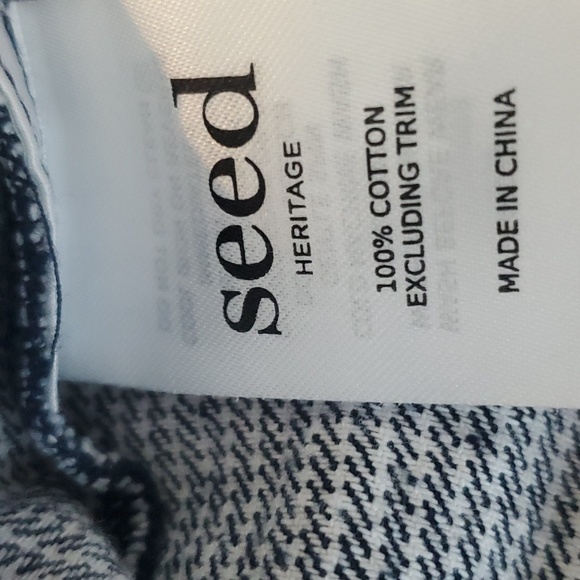 seed
HERITAGE
100% COTTON
EXCLUDING TRIM
MADE IN CHINA